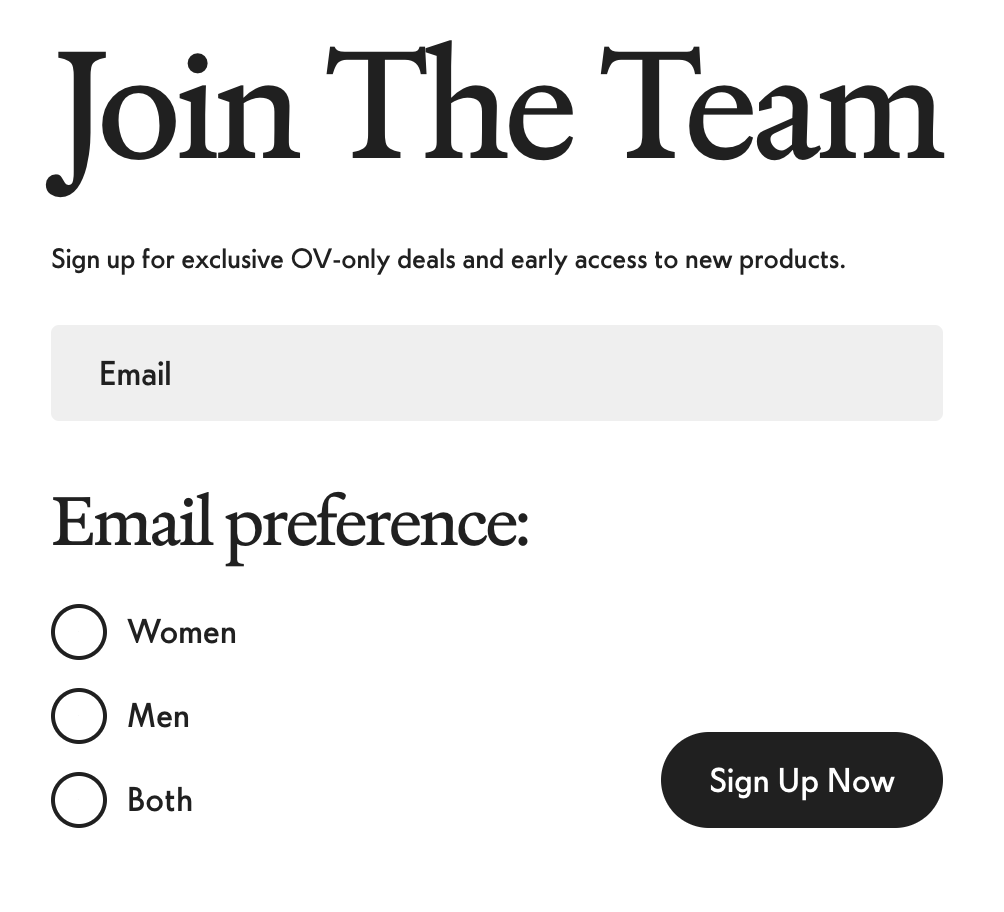 Join The Team
Sign up for exclusive OV-only deals and early access to new products.
Email
Email preference:
Women
Men
Both
Sign Up Now